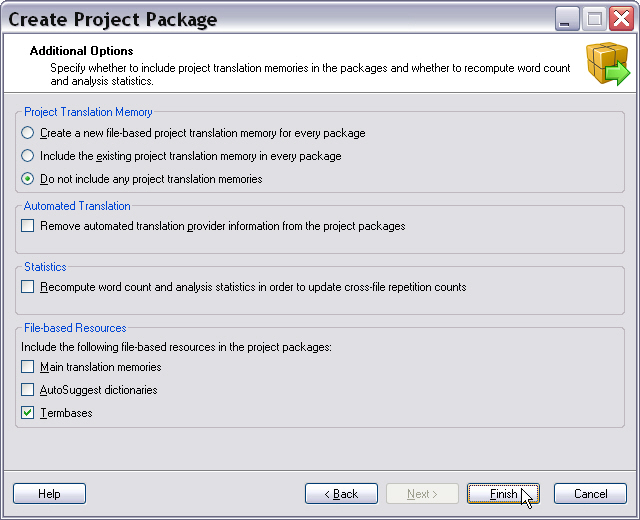 Create Project Package
Additional Options
Specify whether to include project translation memories in the packages and whether to recompute word count
and analysis statistics.
Project Translation Memory
Create a new file-based project translation memory for every package
Include the existing project translation memory in every package
Do not include any project translation memories
Automated Translation
Remove automated translation provider information from the project packages
Statistics
Recompute word count and analysis statistics in order to update cross-file repetition counts
File-based Resources
Include the following file-based resources in the project packages:
Main translation memories
AutoSuggest dictionaries
Termbases
Help
< Back
Next >
Finish
Cancel